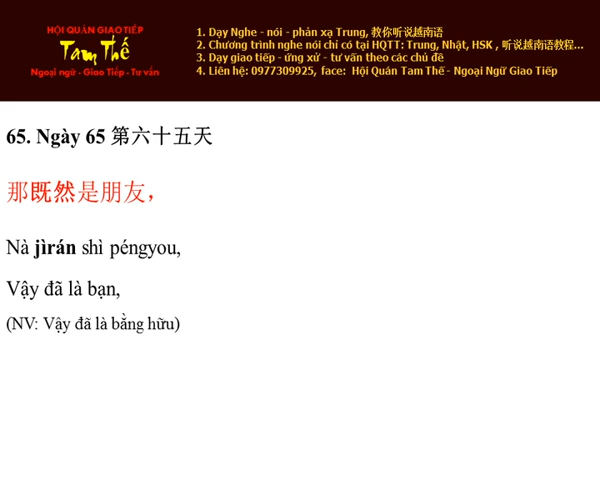 HỘI QUÁN GIAO TIẾP
Tam Thế
Ngoại ngữ - Giao Tiếp - Tư vấn
1. Dạy Nghe - nói - phản xạ Trung, 教你听说越南语
2. Chương trình nghe nói chỉ có tại HQTT: Trung, Nhật, HSK , 听说越南语教程...
3. Dạy giao tiếp - ứng xử - tư vấn theo các chủ đề
4. Liên hệ: 0977309925, face: Hội Quán Tam Thế - Ngoại Ngữ Giao Tiếp
65. Ngày 65 第六十五天
那既然是朋友，
Nà jìrán shì péngyou,
Vậy đã là bạn,
(NV: Vậy đã là bằng hữu)